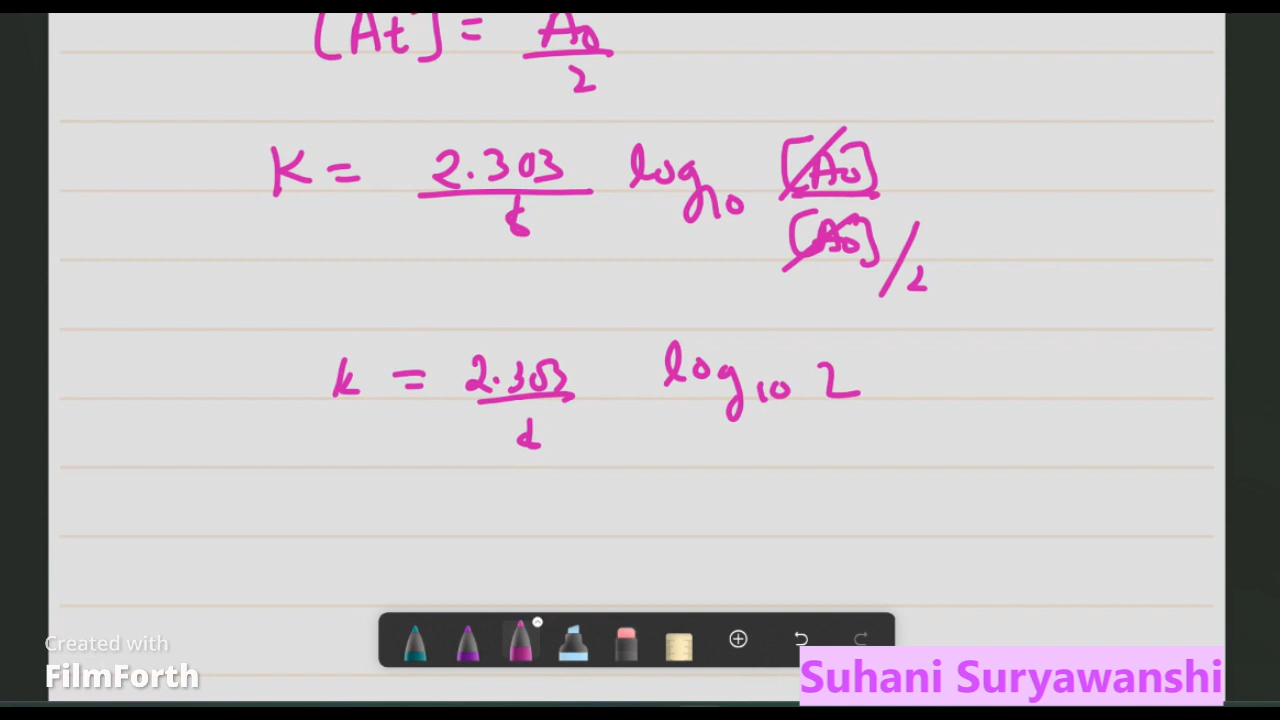 [At] = A₀/2
K = 2.303/t log₁₀ [A₀]/[A₀]/2
k = 2.303/t log₁₀ 2
Created with
FilmForth
Suhani Suryawanshi